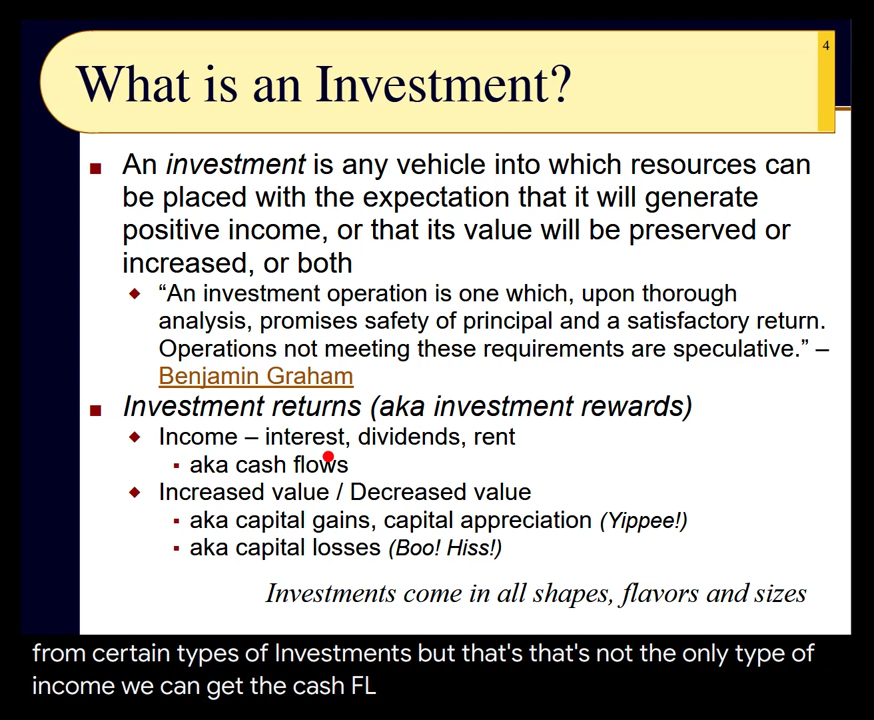 4
What is an Investment?
An investment is any vehicle into which resources can
be placed with the expectation that it will generate
positive income, or that its value will be preserved or
increased, or both
“An investment operation is one which, upon thorough
analysis, promises safety of principal and a satisfactory return.
Operations not meeting these requirements are speculative.” –
Benjamin Graham
Investment returns (aka investment rewards)
Income – interest, dividends, rent
aka cash flows
Increased value / Decreased value
aka capital gains, capital appreciation (Yippee!)
aka capital losses (Boo! Hiss!)
Investments come in all shapes, flavors and sizes
from certain types of Investments but that's that's not the only type of
income we can get the cash FL